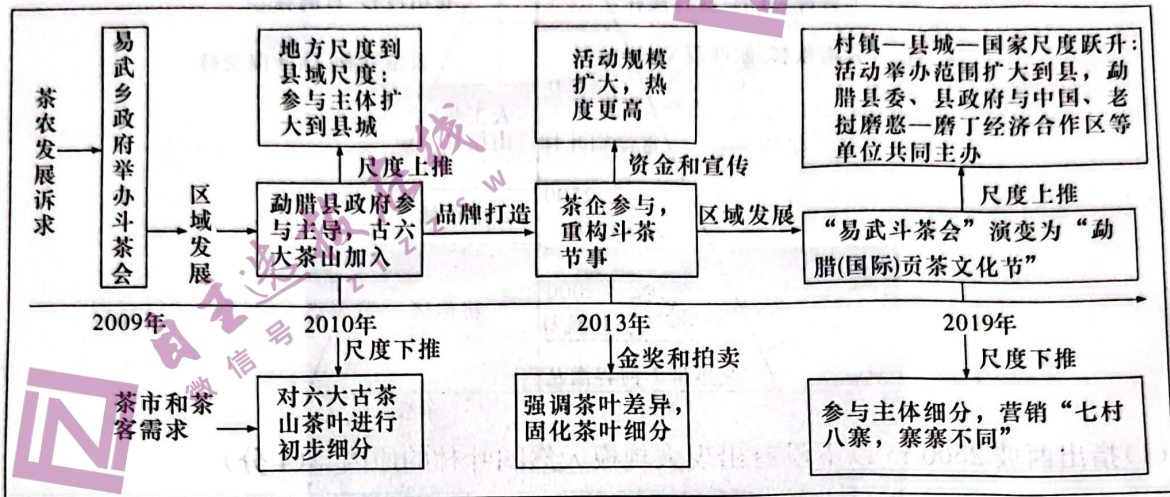 茶农发展诉求
易武乡政府举办斗茶会
区域发展
地方尺度到
县域尺度：
参与主体扩
大到县城
尺度上推
勐腊县政府参
与主导，古六
大茶山加入
品牌打造
活动规模
扩大，热
度更高
资金和宣传
茶企参与，
重构斗茶
节事
区域发展
村镇—县城—国家尺度跃升：
活动举办范围扩大到县，勐
腊县委、县政府与中国、老
挝磨憨—磨丁经济合作区等
单位共同主办
尺度上推
“易武斗茶会”演变为“勐
腊(国际)贡茶文化节”
2009年
2010年
2013年
2019年
茶市和茶
客需求
尺度下推
对六大古茶
山茶叶进行
初步细分
金奖和拍卖
强调茶叶差异，
固化茶叶细分
尺度下推
参与主体细分，营销“七村
八寨，寨寨不同”
自主选拔在线
微信号